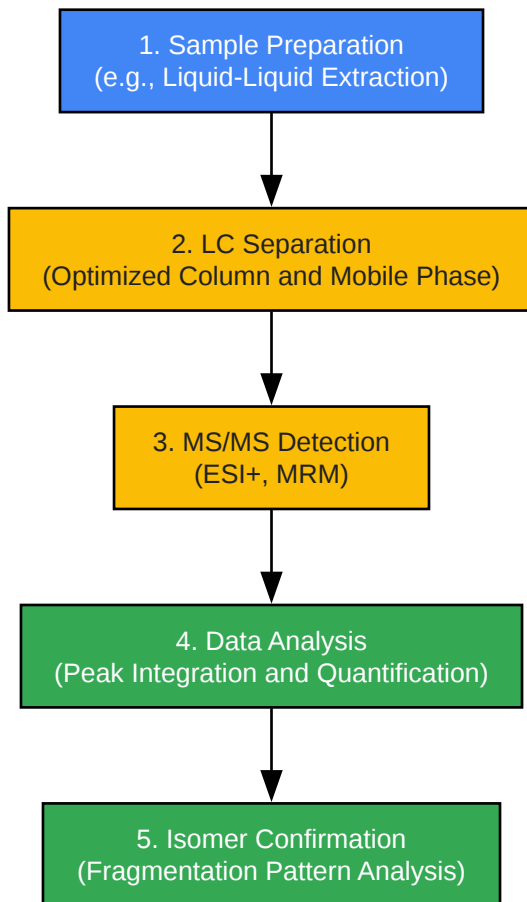 1. Sample Preparation
(e.g., Liquid-Liquid Extraction)
2. LC Separation
(Optimized Column and Mobile Phase)
3. MS/MS Detection
(ESI+, MRM)
4. Data Analysis
(Peak Integration and Quantification)
5. Isomer Confirmation
(Fragmentation Pattern Analysis)